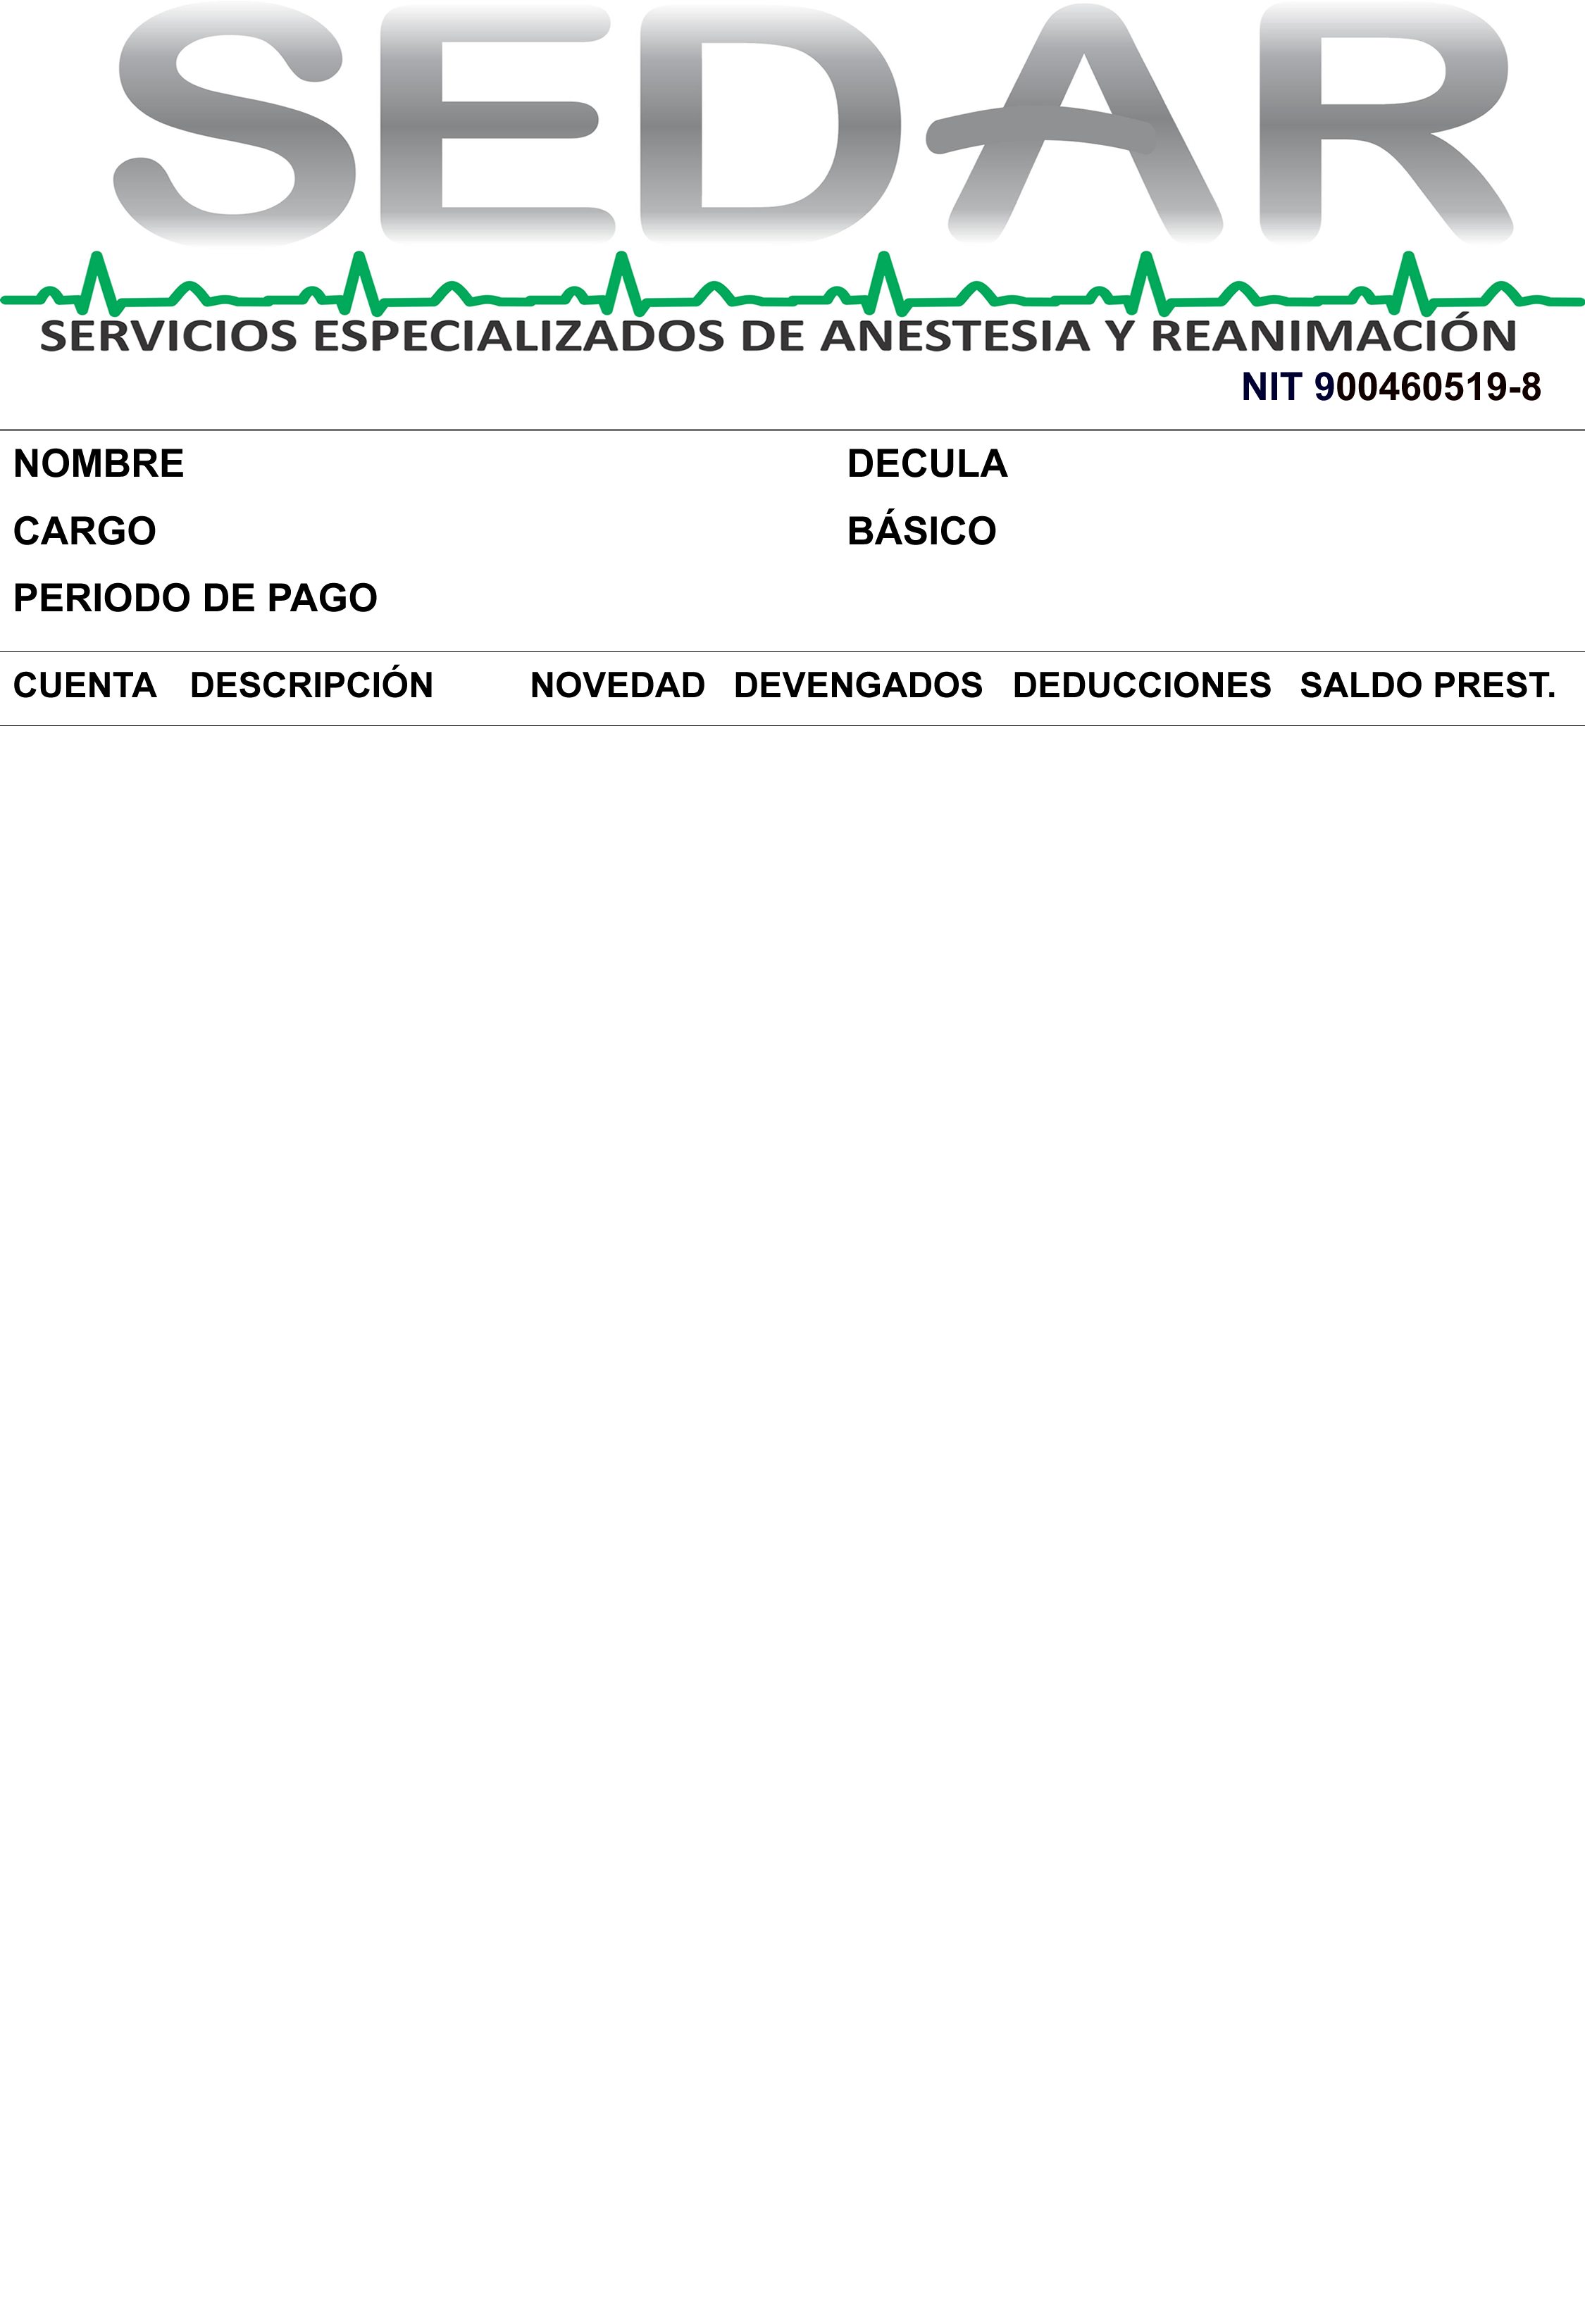 SEDAR
SERVICIOS ESPECIALIZADOS DE ANESTESIA Y REANIMACIÓN
NIT 900460519-8
NOMBRE DECULA
CARGO BÁSICO
PERIODO DE PAGO
CUENTA DESCRIPCIÓN NOVEDAD DEVENGADOS DEDUCCIONES SALDO PREST.